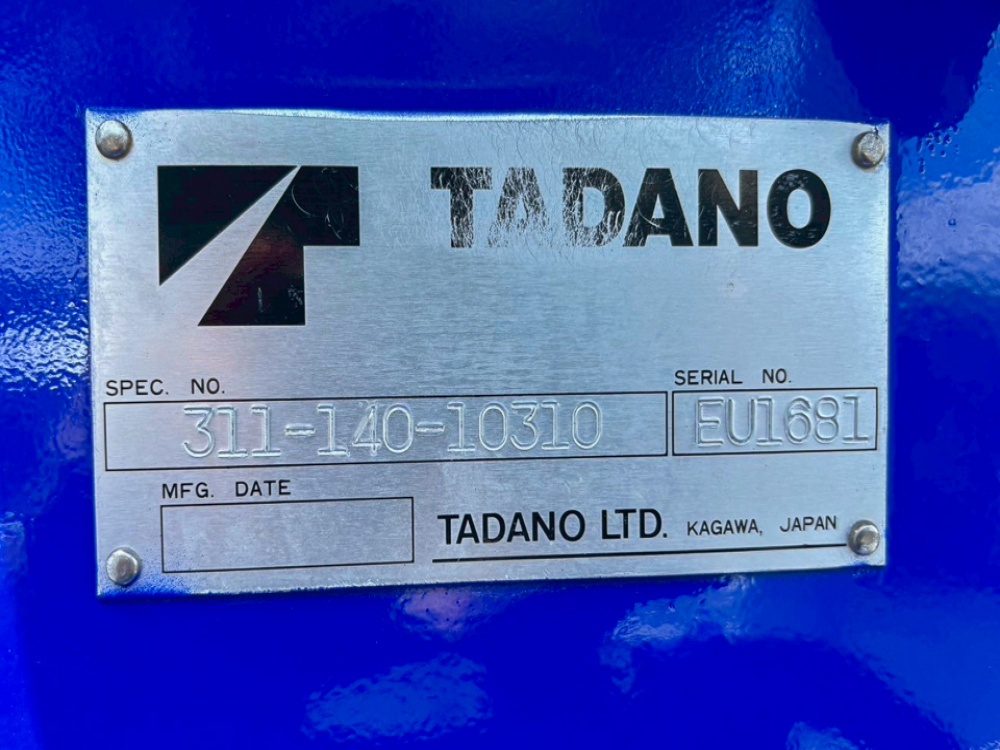 TADANO
SPEC. NO.
311-140-10310
SERIAL NO.
EU1681
MFG. DATE
TADANO LTD. KAGAWA, JAPAN